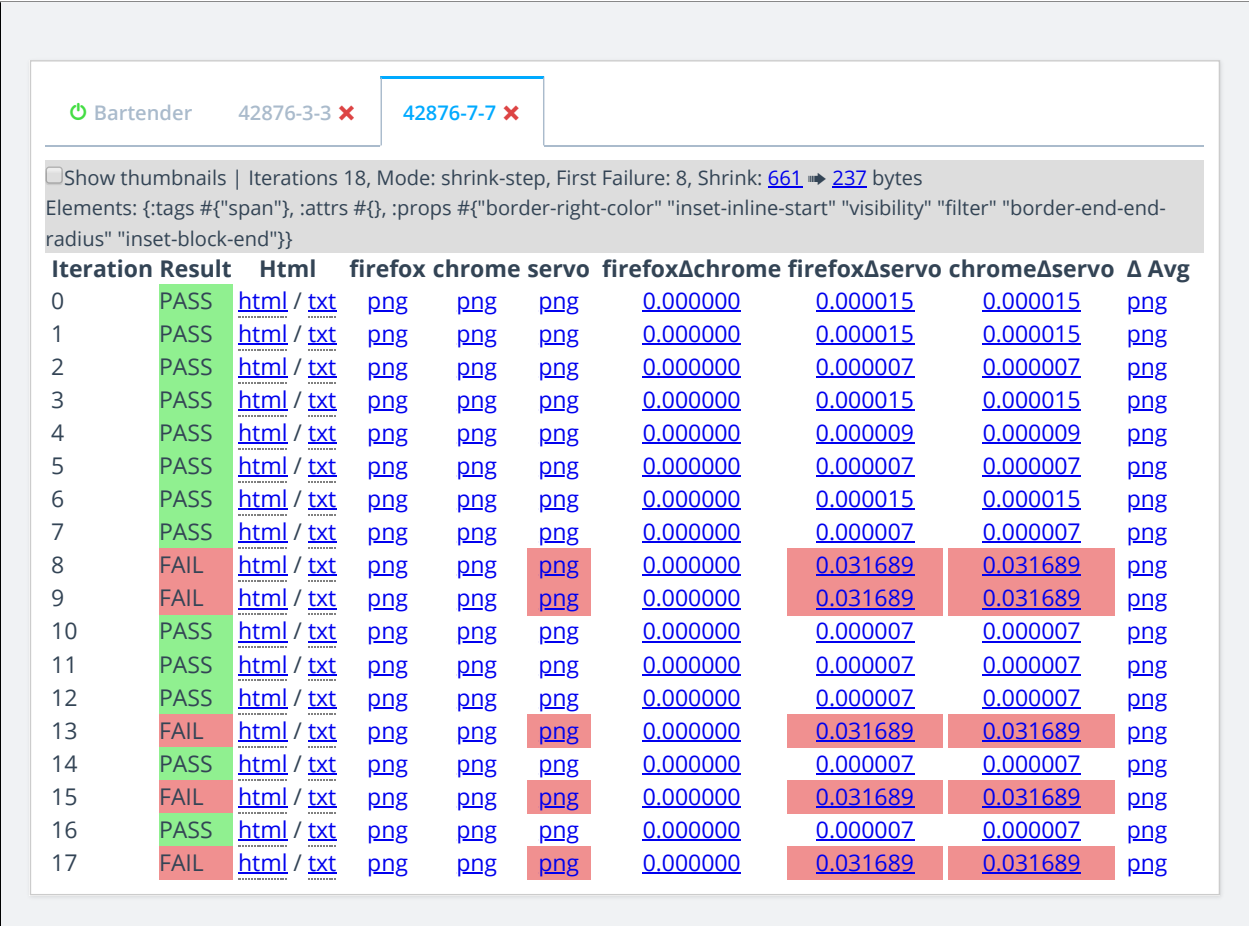 Bartender 42876-3-3 42876-7-7
Show thumbnails | Iterations 18, Mode: shrink-step, First Failure: 8, Shrink: 661 ➠ 237 bytes
Elements: {:tags #{"span"}, :attrs #{}, :props #{"border-right-color" "inset-inline-start" "visibility" "filter" "border-end-end-
radius" "inset-block-end"}}
Iteration Result Html firefox chrome servo firefoxΔchrome firefoxΔservo chromeΔservo Δ Avg
0 PASS html / txt png png png 0.000000 0.000015 0.000015 png
1 PASS html / txt png png png 0.000000 0.000015 0.000015 png
2 PASS html / txt png png png 0.000000 0.000007 0.000007 png
3 PASS html / txt png png png 0.000000 0.000015 0.000015 png
4 PASS html / txt png png png 0.000000 0.000009 0.000009 png
5 PASS html / txt png png png 0.000000 0.000007 0.000007 png
6 PASS html / txt png png png 0.000000 0.000015 0.000015 png
7 PASS html / txt png png png 0.000000 0.000007 0.000007 png
8 FAIL html / txt png png png 0.000000 0.031689 0.031689 png
9 FAIL html / txt png png png 0.000000 0.031689 0.031689 png
10 PASS html / txt png png png 0.000000 0.000007 0.000007 png
11 PASS html / txt png png png 0.000000 0.000007 0.000007 png
12 PASS html / txt png png png 0.000000 0.000007 0.000007 png
13 FAIL html / txt png png png 0.000000 0.031689 0.031689 png
14 PASS html / txt png png png 0.000000 0.000007 0.000007 png
15 FAIL html / txt png png png 0.000000 0.031689 0.031689 png
16 PASS html / txt png png png 0.000000 0.000007 0.000007 png
17 FAIL html / txt png png png 0.000000 0.031689 0.031689 png